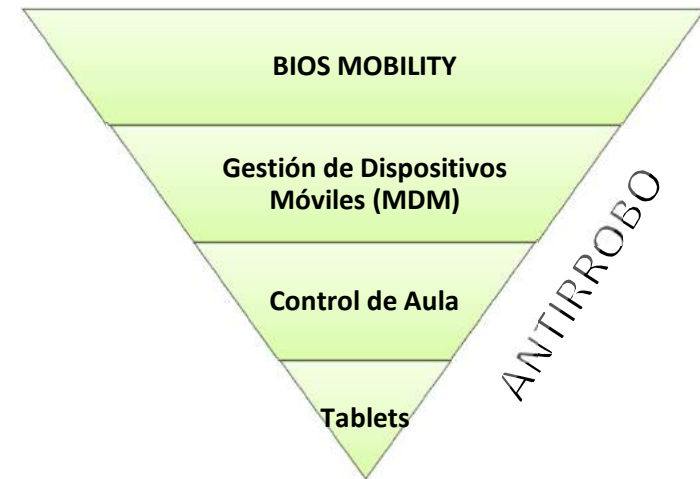 BIOS MOBILITY
Gestión de Dispositivos
Móviles (MDM)
Control de Aula
Tablets
ANTIRROBO